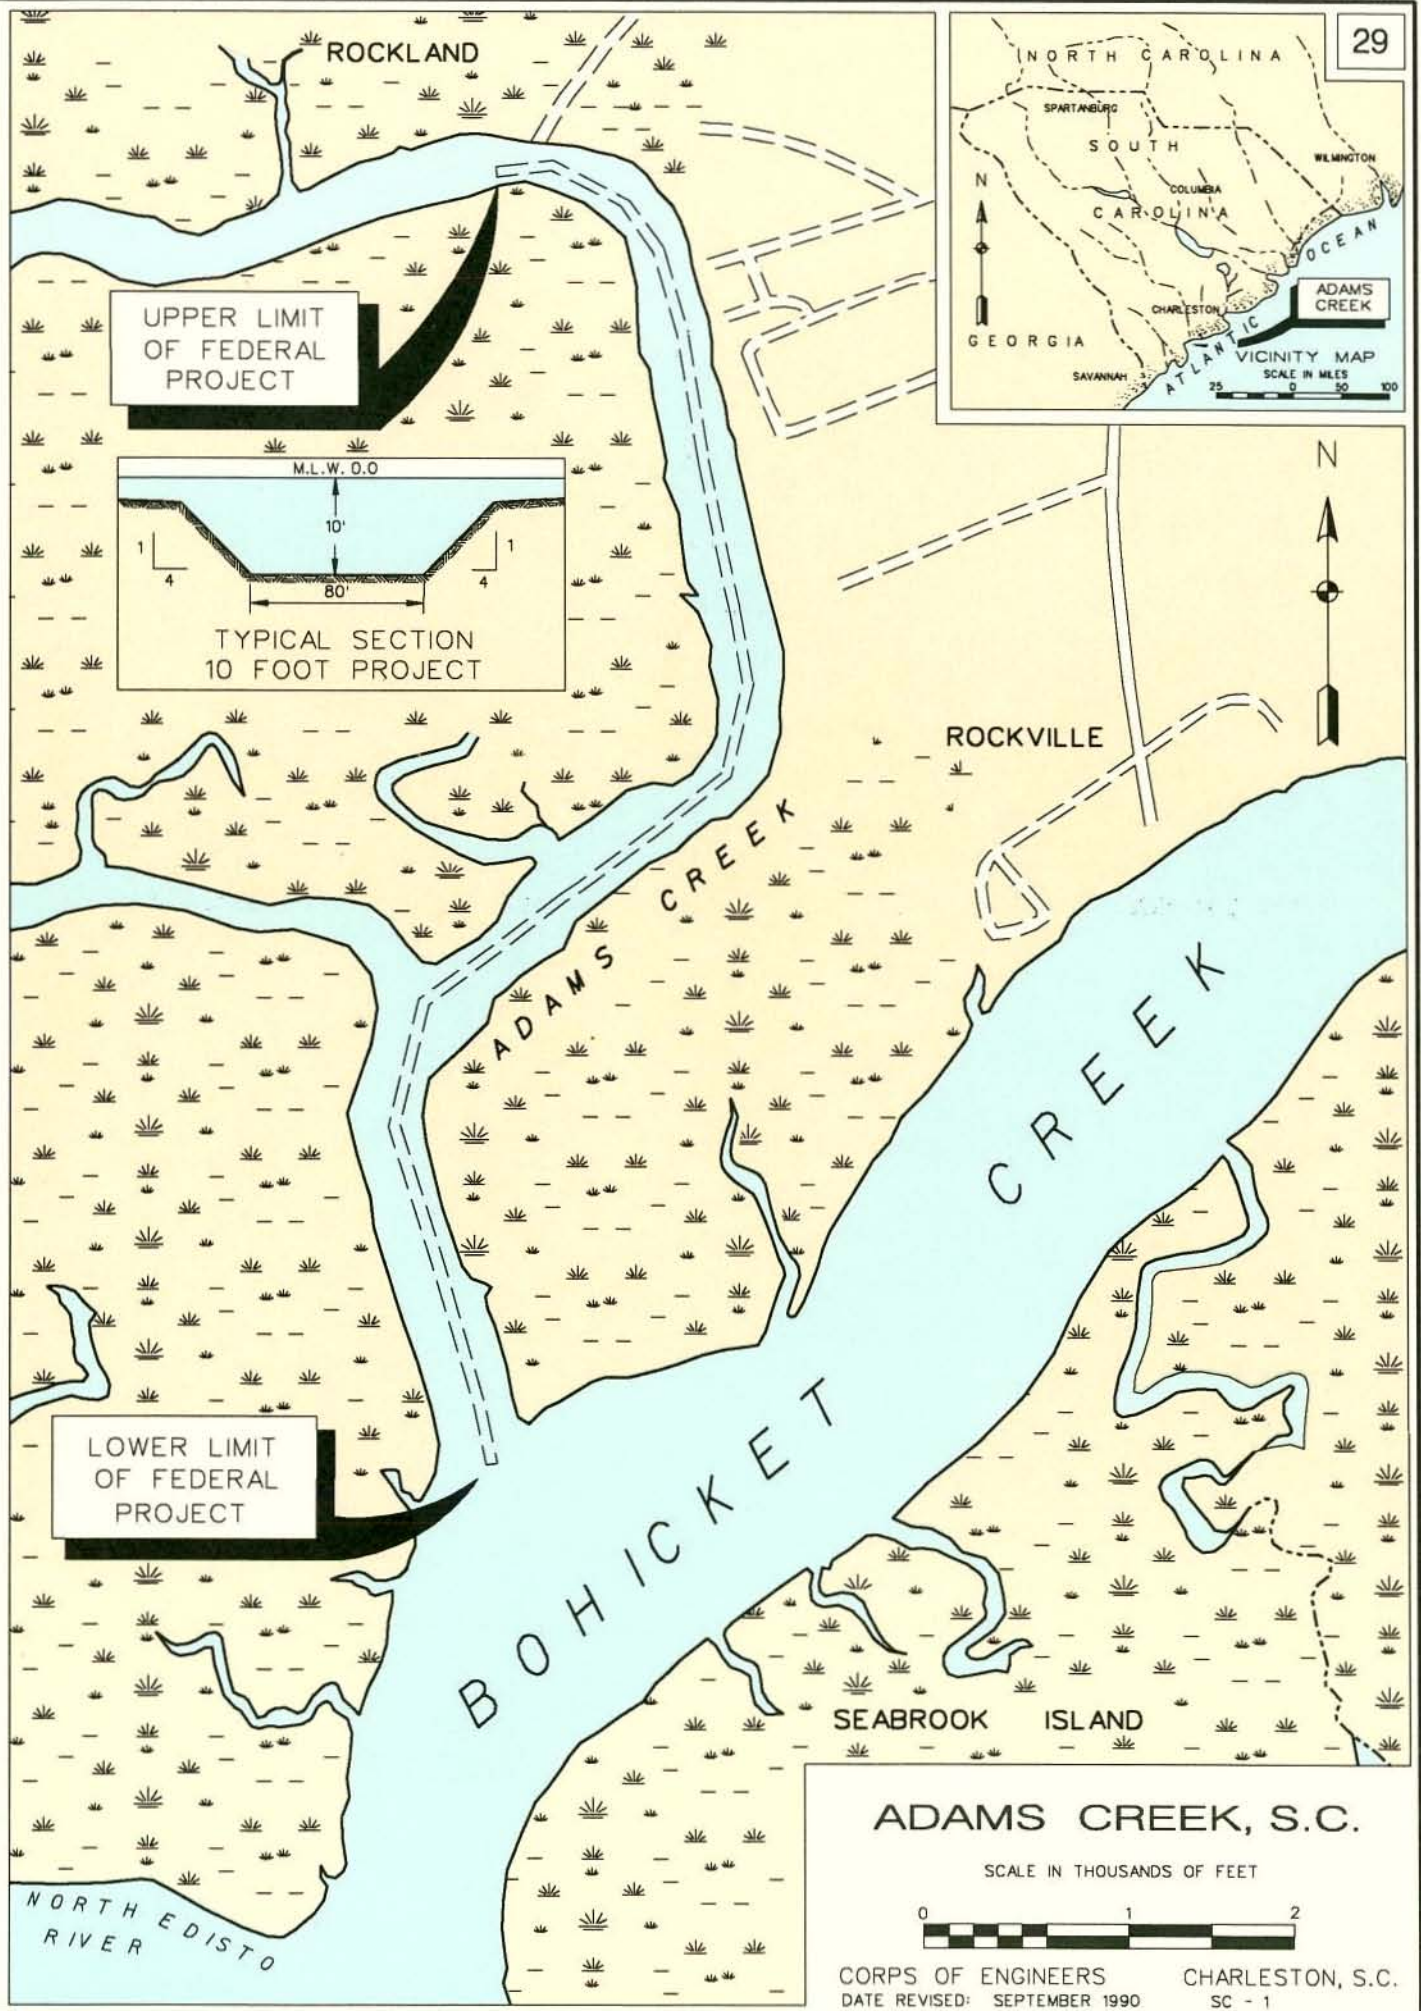 29
ROCKLAND
NORTH CAROLINA
SPARTANBURG
SOUTH
WILMINGTON
N
COLUMBIA
CAROLINA
ATLANTIC OCEAN
ADAMS
CREEK
CHARLESTON
GEORGIA
VICINITY MAP
SCALE IN MILES
SAVANNAH
25 0 50 100
UPPER LIMIT
OF FEDERAL
PROJECT
M.L.W. 0.0
10'
1
4
1
4
80'
TYPICAL SECTION
10 FOOT PROJECT
N
ROCKVILLE
ADAMS CREEK
BOHICKET CREEK
LOWER LIMIT
OF FEDERAL
PROJECT
SEABROOK ISLAND
NORTH EDISTO
RIVER
ADAMS CREEK, S.C.
SCALE IN THOUSANDS OF FEET
0 1 2
CORPS OF ENGINEERS CHARLESTON, S.C.
DATE REVISED: SEPTEMBER 1990 SC - 1